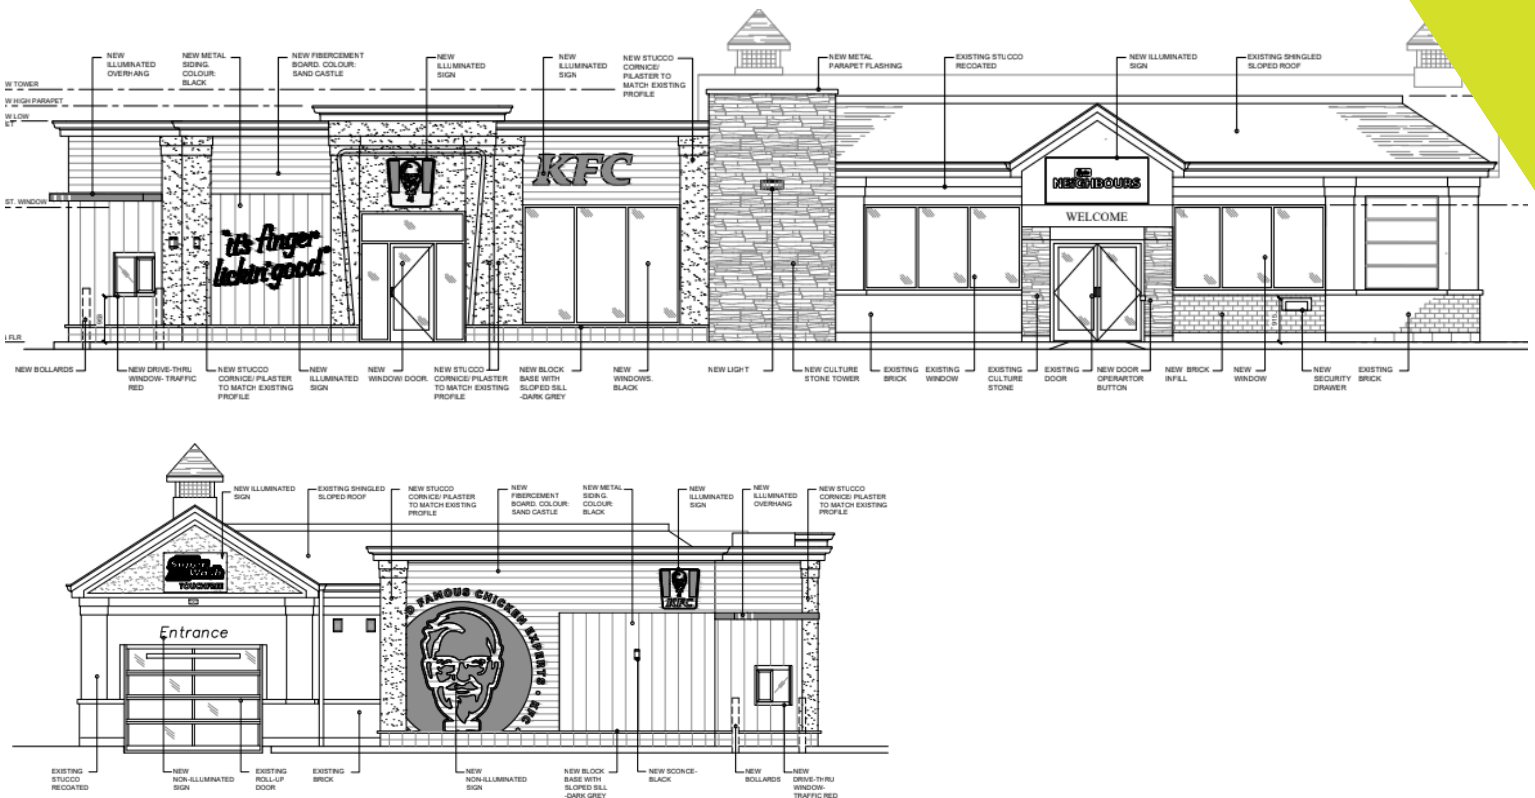 NEW
ILLUMINATED
OVERHANG
NEW METAL
SIDING.
COLOUR:
BLACK
NEW FIBERCEMENT
BOARD. COLOUR:
SAND CASTLE
NEW
ILLUMINATED
SIGN
NEW
ILLUMINATED
SIGN
NEW STUCCO
CORNICE/
PILASTER TO
MATCH EXISTING
PROFILE
NEW METAL
PARAPET FLASHING
EXISTING STUCCO
RECOATED
NEW ILLUMINATED
SIGN
EXISTING SHINGLED
SLOPED ROOF
W TOWER
W HIGH PARAPET
W LOW
ET
ST. WINDOW
FLR
KFC
"it's finger
lickin' good"
NEIGHBOURS
WELCOME
NEW BOLLARDS
NEW DRIVE-THRU
WINDOW- TRAFFIC
RED
NEW STUCCO
CORNICE/ PILASTER
TO MATCH EXISTING
PROFILE
NEW
ILLUMINATED
SIGN
NEW
WINDOW/ DOOR.
NEW STUCCO
CORNICE/ PILASTER
TO MATCH EXISTING
PROFILE
NEW BLOCK
BASE WITH
SLOPED SILL
-DARK GREY
NEW
WINDOWS.
BLACK
NEW LIGHT
NEW CULTURE
STONE TOWER
EXISTING
BRICK
EXISTING
WINDOW
EXISTING
CULTURE
STONE
EXISTING
DOOR
NEW DOOR
OPERARTOR
BUTTON
NEW BRICK
INFILL
NEW
WINDOW
NEW
SECURITY
DRAWER
EXISTING
BRICK
NEW ILLUMINATED
SIGN
EXISTING SHINGLED
SLOPED ROOF
NEW STUCCO
CORNICE/ PILASTER
TO MATCH EXISTING
PROFILE
NEW
FIBERCEMENT
BOARD. COLOUR:
SAND CASTLE
NEW METAL
SIDING.
COLOUR:
BLACK
NEW
ILLUMINATED
SIGN
NEW
ILLUMINATED
OVERHANG
NEW STUCCO
CORNICE/ PILASTER
TO MATCH EXISTING
PROFILE
TOUCHFREE
Entrance
FAMOUS CHICKEN EXPERTS • KFC
KFC
EXISTING
STUCCO
RECOATED
NEW
NON-ILLUMINATED
SIGN
EXISTING
ROLL-UP
DOOR
EXISTING
BRICK
NEW
NON-ILLUMINATED
SIGN
NEW BLOCK
BASE WITH
SLOPED SILL
-DARK GREY
NEW SCONCE-
BLACK
NEW
BOLLARDS
NEW
DRIVE-THRU
WINDOW-
TRAFFIC RED